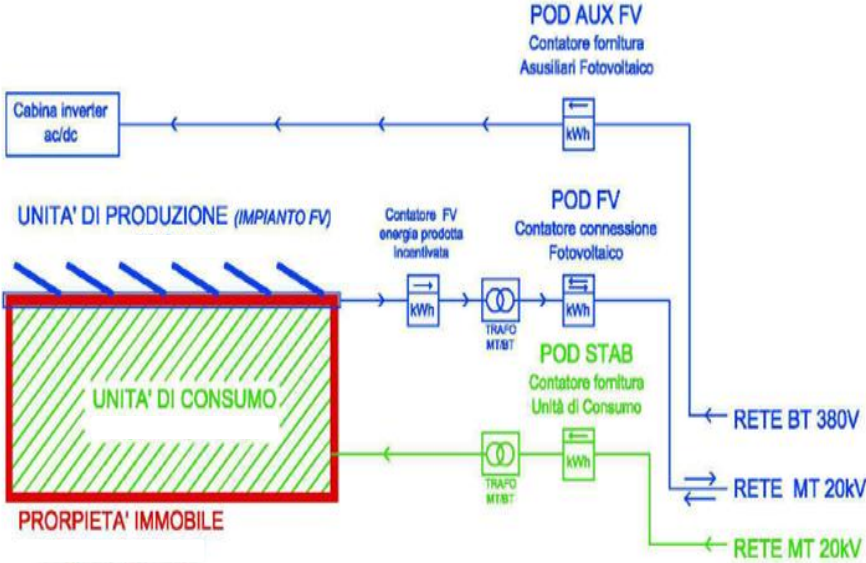 POD AUX FV
Contatore fornitura
Asusiliari Fotovoltaico
Cabina inverter
ac/dc
kWh
UNITA' DI PRODUZIONE (IMPIANTO FV)
Contatore FV
energia prodotta
incentivata
POD FV
Contatore connessione
Fotovoltaico
kWh
kWh
TRAFO
MT/BT
POD STAB
Contatore fornitura
Unità di Consumo
UNITA' DI CONSUMO
kWh
TRAFO
MT/BT
RETE BT 380V
RETE MT 20kV
RETE MT 20kV
PRORPIETA' IMMOBILE